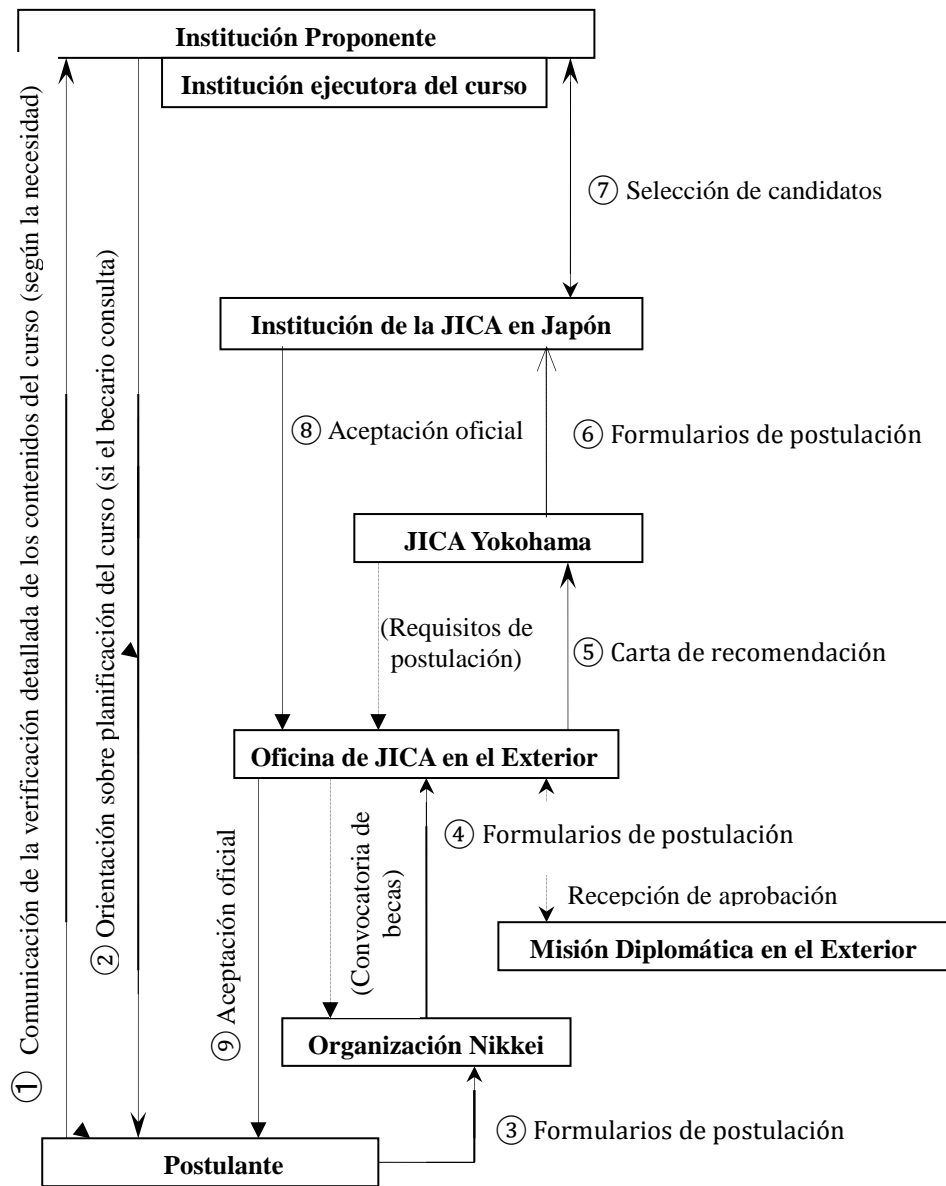 Institución Proponente
Institución ejecutora del curso
① Comunicación de la verificación detallada de los contenidos del curso (según la necesidad)
② Orientación sobre planificación del curso (si el becario consulta)
⑦ Selección de candidatos
Institución de la JICA en Japón
⑧ Aceptación oficial
⑥ Formularios de postulación
JICA Yokohama
(Requisitos de
postulación)
⑤ Carta de recomendación
Oficina de JICA en el Exterior
⑨ Aceptación oficial
(Convocatoria de
becas)
④ Formularios de postulación
Recepción de aprobación
Misión Diplomática en el Exterior
Organización Nikkei
③ Formularios de postulación
Postulante